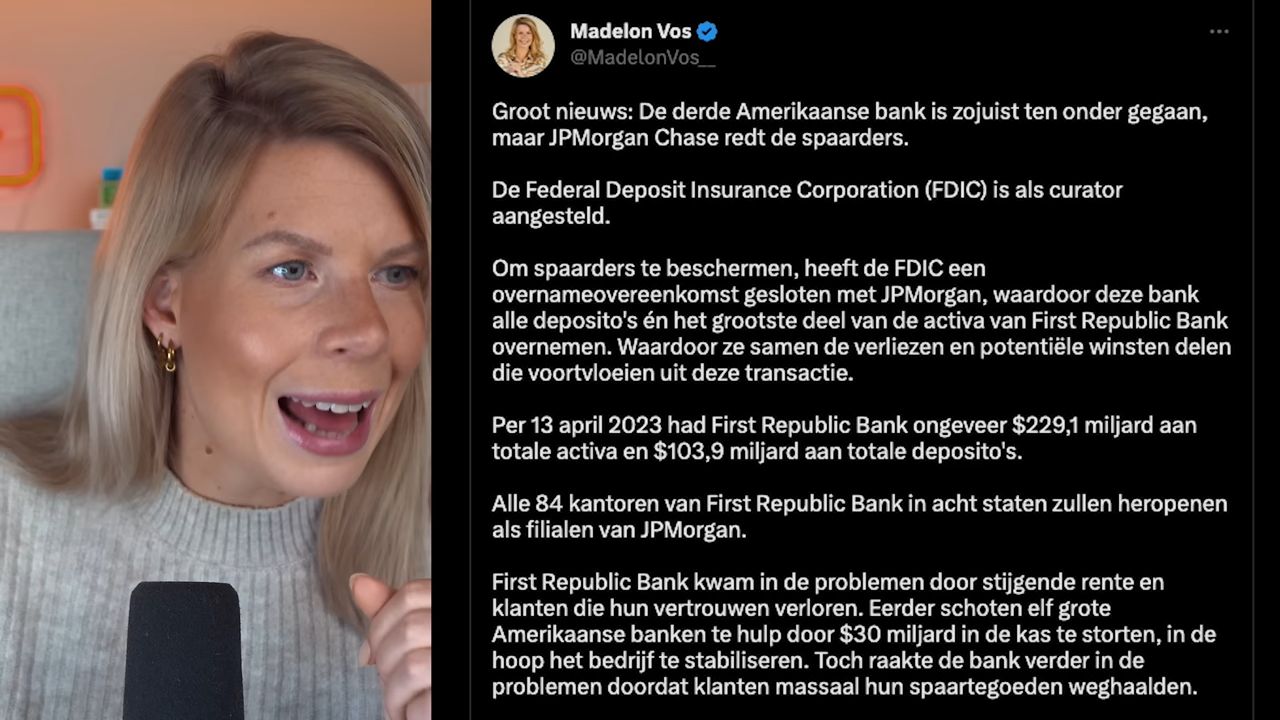 Madelon Vos
@MadelonVos__
Groot nieuws: De derde Amerikaanse bank is zojuist ten onder gegaan,
maar JPMorgan Chase redt de spaarders.
De Federal Deposit Insurance Corporation (FDIC) is als curator
aangesteld.
Om spaarders te beschermen, heeft de FDIC een
overnameovereenkomst gesloten met JPMorgan, waardoor deze bank
alle deposito's én het grootste deel van de activa van First Republic Bank
overnemen. Waardoor ze samen de verliezen en potentiële winsten delen
die voortvloeien uit deze transactie.
Per 13 april 2023 had First Republic Bank ongeveer $229,1 miljard aan
totale activa en $103,9 miljard aan totale deposito's.
Alle 84 kantoren van First Republic Bank in acht staten zullen heropenen
als filialen van JPMorgan.
First Republic Bank kwam in de problemen door stijgende rente en
klanten die hun vertrouwen verloren. Eerder schoten elf grote
Amerikaanse banken te hulp door $30 miljard in de kas te storten, in de
hoop het bedrijf te stabiliseren. Toch raakte de bank verder in de
problemen doordat klanten massaal hun spaartegoeden weghaalden.